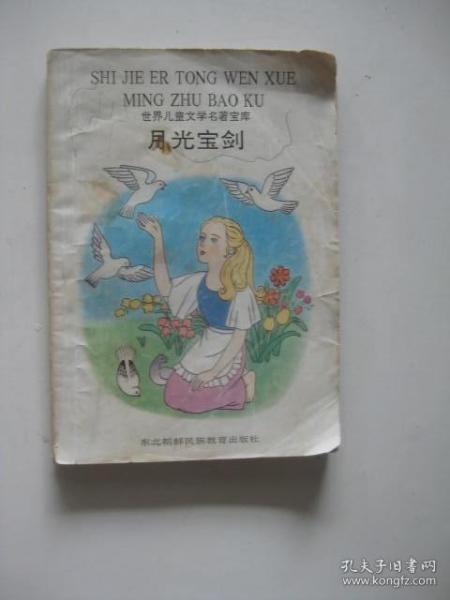 SHI JIE ER TONG WEN XUE
MING ZHU BAO KU
世界儿童文学名著宝库
月光宝剑
东北朝鲜民族教育出版社
孔夫子旧书网
www.kongfz.com